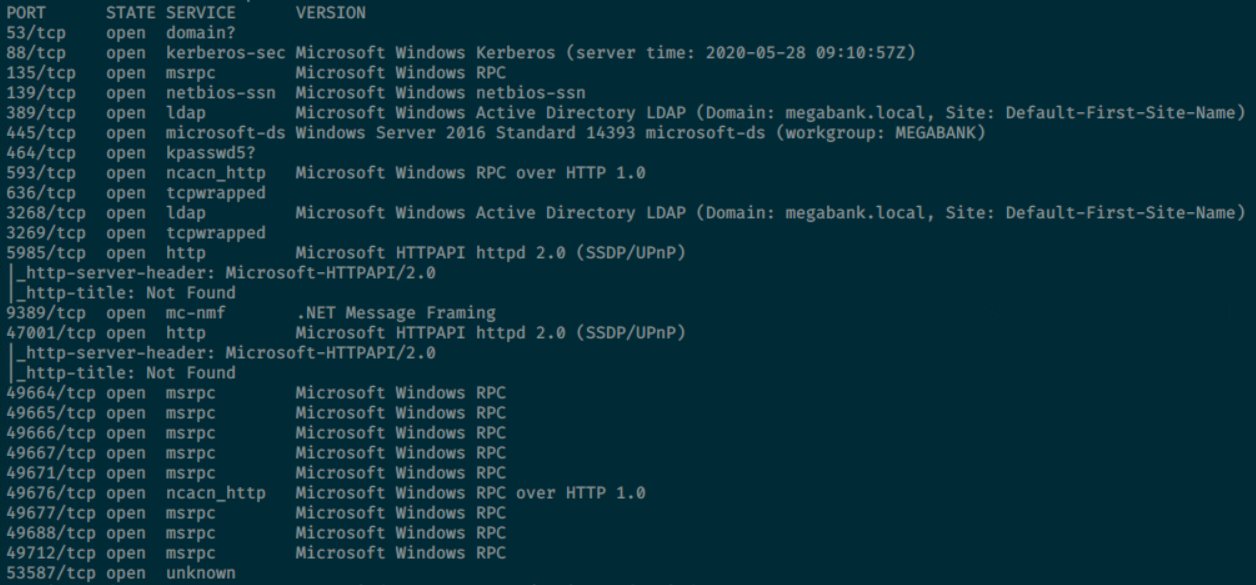 PORT      STATE SERVICE      VERSION
53/tcp    open  domain?
88/tcp    open  kerberos-sec Microsoft Windows Kerberos (server time: 2020-05-28 09:10:57Z)
135/tcp   open  msrpc        Microsoft Windows RPC
139/tcp   open  netbios-ssn  Microsoft Windows netbios-ssn
389/tcp   open  ldap         Microsoft Windows Active Directory LDAP (Domain: megabank.local, Site: Default-First-Site-Name)
445/tcp   open  microsoft-ds Windows Server 2016 Standard 14393 microsoft-ds (workgroup: MEGABANK)
464/tcp   open  kpasswd5?
593/tcp   open  ncacn_http   Microsoft Windows RPC over HTTP 1.0
636/tcp   open  tcpwrapped
3268/tcp  open  ldap         Microsoft Windows Active Directory LDAP (Domain: megabank.local, Site: Default-First-Site-Name)
3269/tcp  open  tcpwrapped
5985/tcp  open  http         Microsoft HTTPAPI httpd 2.0 (SSDP/UPnP)
|_http-server-header: Microsoft-HTTPAPI/2.0
|_http-title: Not Found
9389/tcp  open  mc-nmf       .NET Message Framing
47001/tcp open  http         Microsoft HTTPAPI httpd 2.0 (SSDP/UPnP)
|_http-server-header: Microsoft-HTTPAPI/2.0
|_http-title: Not Found
49664/tcp open  msrpc        Microsoft Windows RPC
49665/tcp open  msrpc        Microsoft Windows RPC
49666/tcp open  msrpc        Microsoft Windows RPC
49667/tcp open  msrpc        Microsoft Windows RPC
49671/tcp open  msrpc        Microsoft Windows RPC
49676/tcp open  ncacn_http   Microsoft Windows RPC over HTTP 1.0
49677/tcp open  msrpc        Microsoft Windows RPC
49688/tcp open  msrpc        Microsoft Windows RPC
49712/tcp open  msrpc        Microsoft Windows RPC
53587/tcp open  unknown